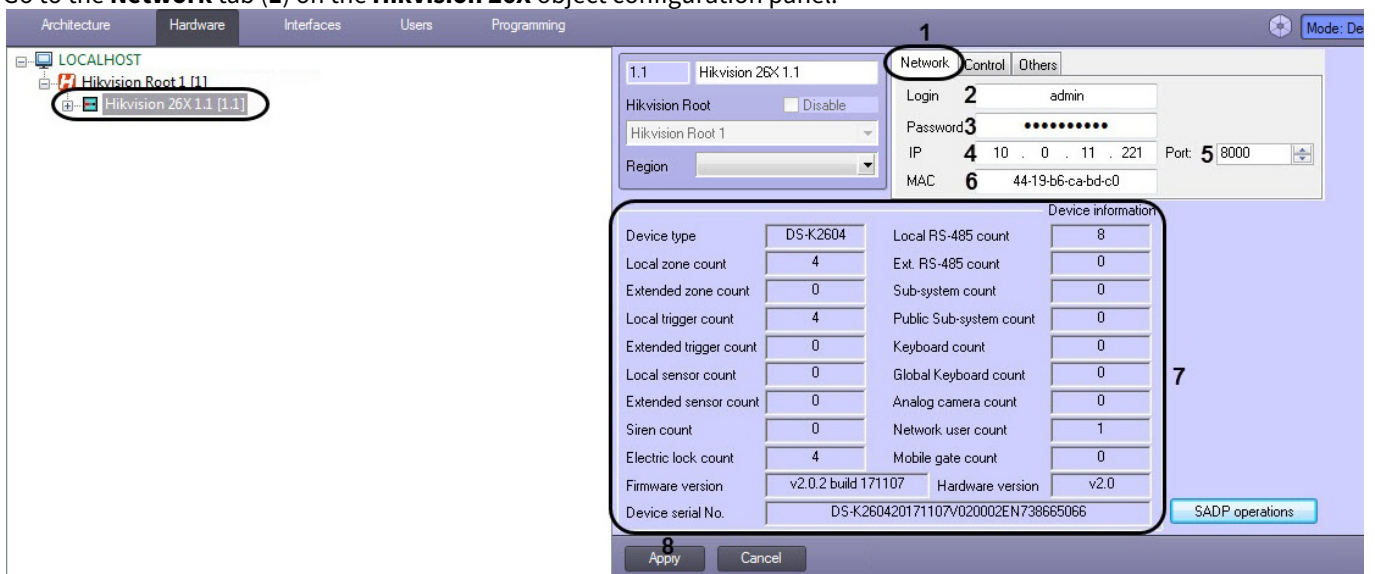 Go to the Network tab (1) on the Hikvision 26X object configuration panel.
Architecture Hardware Interfaces Users Programming 1 Mode: De
LOCALHOST
Hikvision Root 1 [1]
Hikvision 26X 1.1 [1.1]
1.1 Hikvision 26X 1.1
Hikvision Root Disable
Hikvision Root 1
Region
Network Control Others
Login 2 admin
Password 3 ••••••••••
IP 4 10 . 0 . 11 . 221 Port: 5 8000
MAC 6 44-19-b6-ca-bd-c0
Device information
Device type DS-K2604 Local RS-485 count 8
Local zone count 4 Ext. RS-485 count 0
Extended zone count 0 Sub-system count 0
Local trigger count 4 Public Sub-system count 0
Extended trigger count 0 Keyboard count 0
Local sensor count 0 Global Keyboard count 0 7
Extended sensor count 0 Analog camera count 0
Siren count 0 Network user count 1
Electric lock count 4 Mobile gate count 0
Firmware version v2.0.2 build 171107 Hardware version v2.0
Device serial No. DS-K260420171107V020002EN738665066 SADP operations
8
Apply Cancel